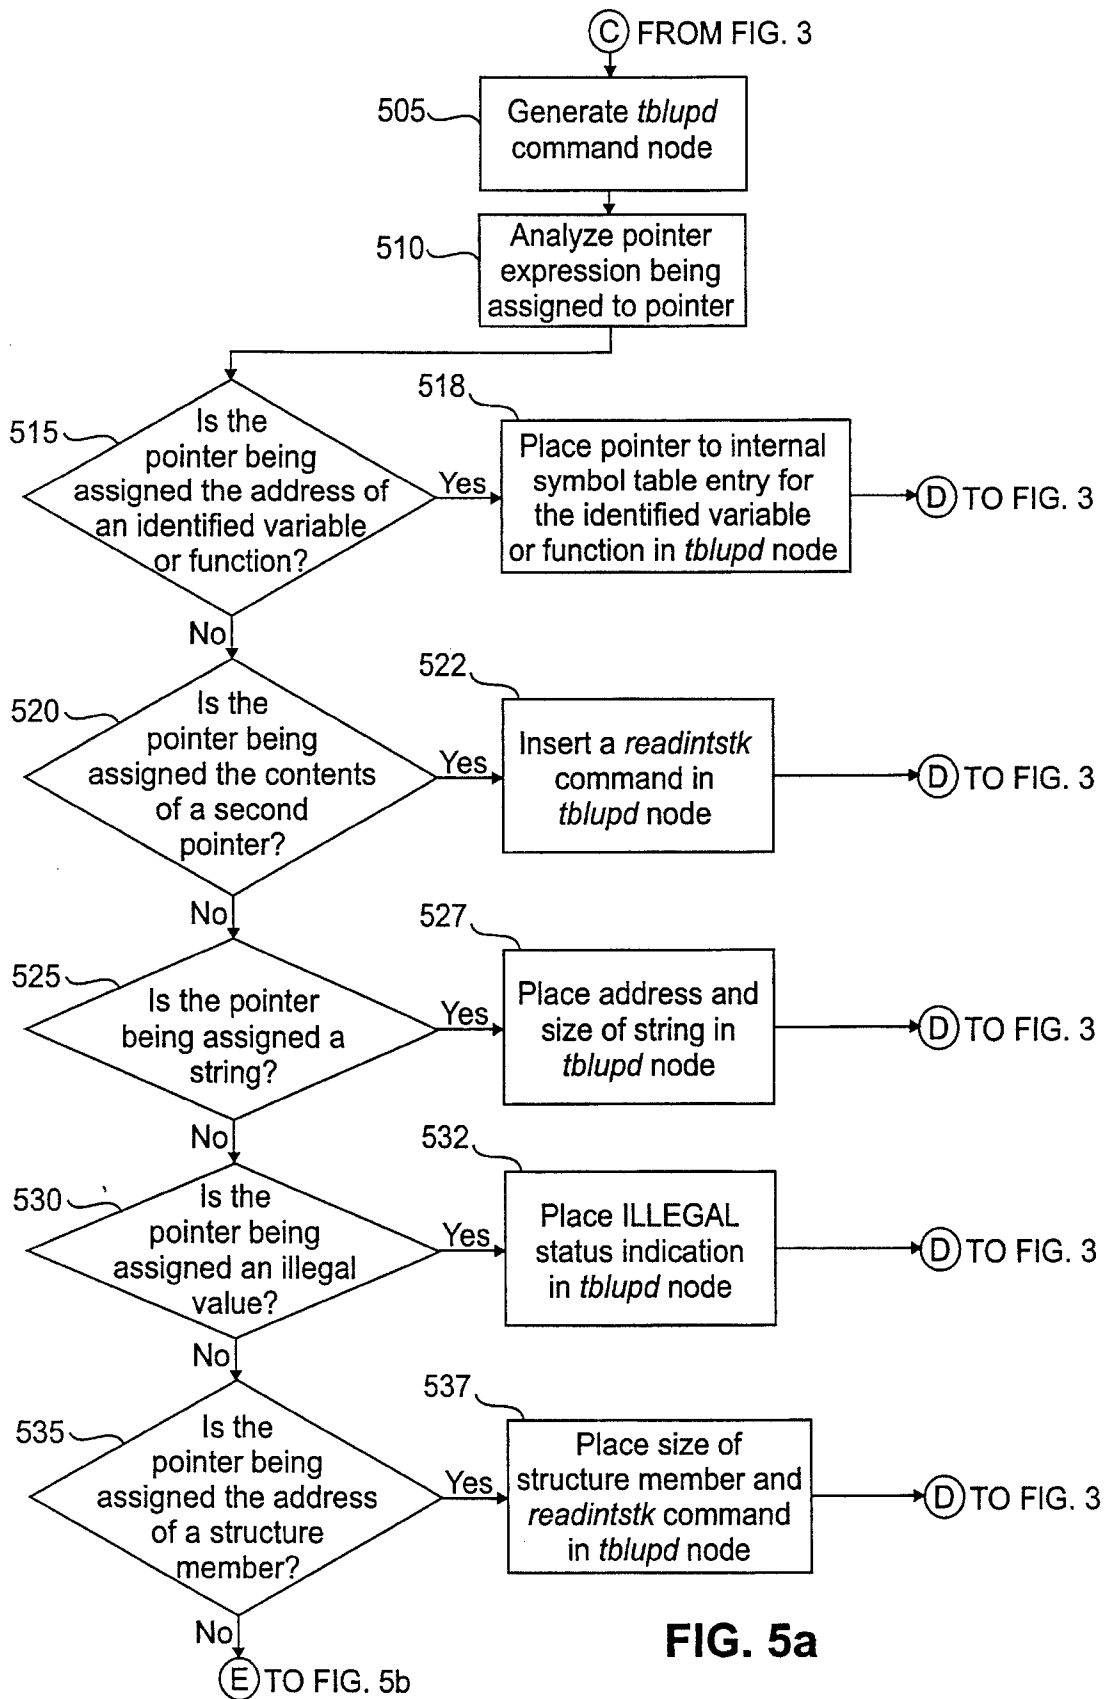 C FROM FIG. 3
505
Generate tblupd
command node
510
Analyze pointer
expression being
assigned to pointer
515
Is the
pointer being
assigned the address of
an identified variable
or function?
Yes
518
Place pointer to internal
symbol table entry for
the identified variable
or function in tblupd node
D TO FIG. 3
No
520
Is the
pointer being
assigned the contents
of a second
pointer?
Yes
522
Insert a readintstk
command in
tblupd node
D TO FIG. 3
No
525
Is the pointer
being assigned a
string?
Yes
527
Place address and
size of string in
tblupd node
D TO FIG. 3
No
530
Is the
pointer being
assigned an illegal
value?
Yes
532
Place ILLEGAL
status indication
in tblupd node
D TO FIG. 3
No
535
Is the
pointer being
assigned the address
of a structure
member?
Yes
537
Place size of
structure member and
readintstk command
in tblupd node
D TO FIG. 3
No
E TO FIG. 5b
FIG. 5a